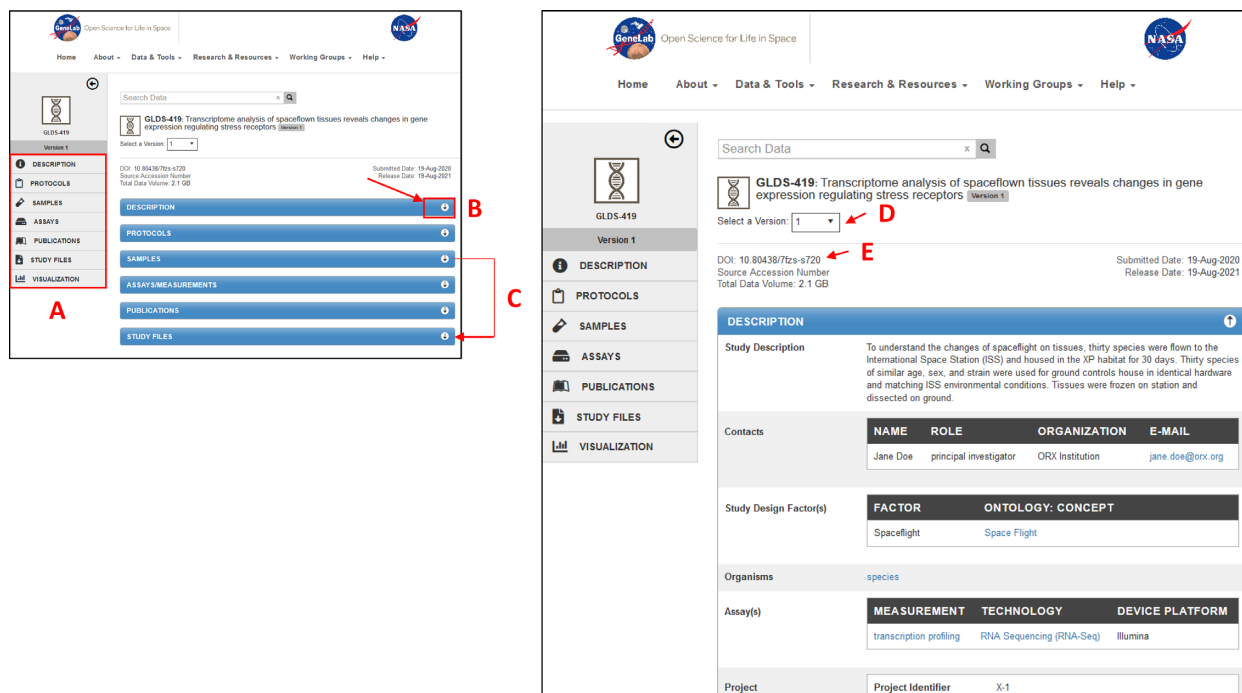 GeneLab
Open Science for Life in Space
NASA
Home About Data & Tools Research & Resources Working Groups Help
GLDS-419
Version 1
DESCRIPTION
PROTOCOLS
SAMPLES
ASSAYS
PUBLICATIONS
STUDY FILES
VISUALIZATION
A
Search Data x
GLDS-419: Transcriptome analysis of spaceflown tissues reveals changes in gene
expression regulating stress receptors Version 1
Select a Version: 1
DOI: 10.80438/7fzs-s720 Submitted Date: 19-Aug-2020
Source Accession Number Release Date: 19-Aug-2021
Total Data Volume: 2.1 GB
DESCRIPTION
B
PROTOCOLS
SAMPLES
ASSAYS/MEASUREMENTS
C
PUBLICATIONS
STUDY FILES
GeneLab
Open Science for Life in Space
NASA
Home About Data & Tools Research & Resources Working Groups Help
GLDS-419
Version 1
DESCRIPTION
PROTOCOLS
SAMPLES
ASSAYS
PUBLICATIONS
STUDY FILES
VISUALIZATION
Search Data x
GLDS-419: Transcriptome analysis of spaceflown tissues reveals changes in gene
expression regulating stress receptors Version 1
Select a Version: 1 D
DOI: 10.80438/7fzs-s720 E Submitted Date: 19-Aug-2020
Source Accession Number Release Date: 19-Aug-2021
Total Data Volume: 2.1 GB
DESCRIPTION
Study Description
To understand the changes of spaceflight on tissues, thirty species were flown to the
International Space Station (ISS) and housed in the XP habitat for 30 days. Thirty species
of similar age, sex, and strain were used for ground controls house in identical hardware
and matching ISS environmental conditions. Tissues were frozen on station and
dissected on ground.
Contacts
NAME ROLE ORGANIZATION E-MAIL
Jane Doe principal investigator ORX Institution jane.doe@orx.org
Study Design Factor(s)
FACTOR ONTOLOGY: CONCEPT
Spaceflight Space Flight
Organisms species
Assay(s)
MEASUREMENT TECHNOLOGY DEVICE PLATFORM
transcription profiling RNA Sequencing (RNA-Seq) Illumina
Project Project Identifier X-1